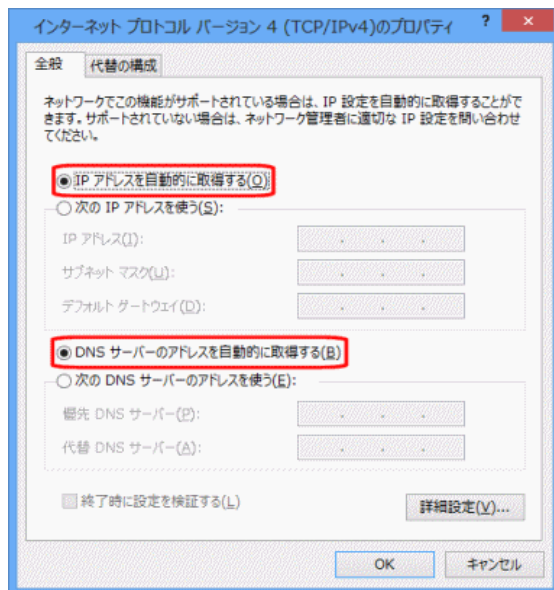 インターネット プロトコル バージョン 4 (TCP/IPv4)のプロパティ ?
全般 代替の構成
ネットワークでこの機能がサポートされている場合は、IP 設定を自動的に取得することがで
きます。サポートされていない場合は、ネットワーク管理者に適切な IP 設定を問い合わせ
てください。
IP アドレスを自動的に取得する(O)
次の IP アドレスを使う(S):
IP アドレス(I):
サブネット マスク(U):
デフォルト ゲートウェイ(D):
DNS サーバーのアドレスを自動的に取得する(B)
次の DNS サーバーのアドレスを使う(E):
優先 DNS サーバー(P):
代替 DNS サーバー(A):
終了時に設定を検証する(L)
詳細設定(V)...
OK キャンセル